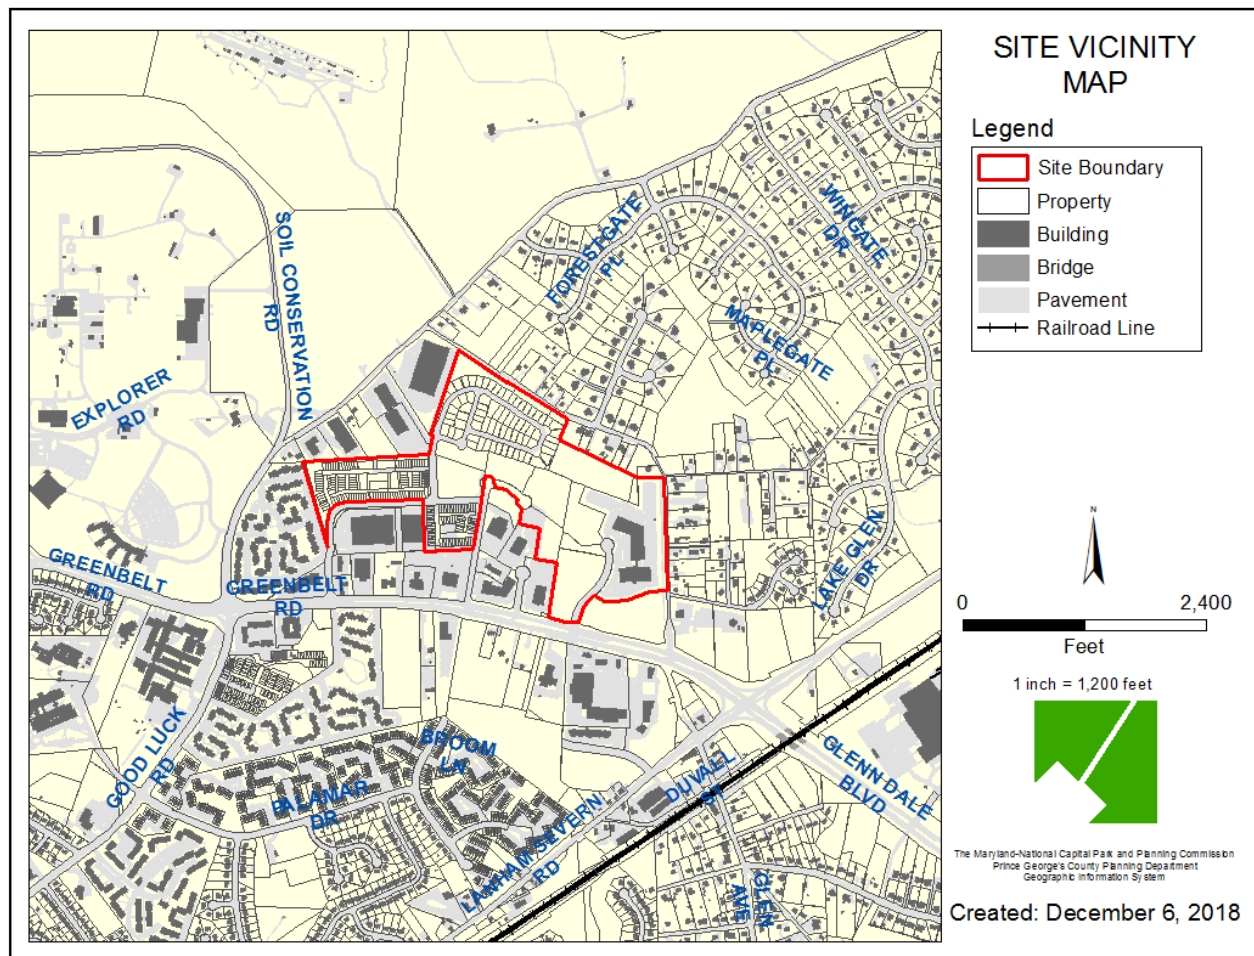 SITE VICINITY
MAP
Legend
Site Boundary
Property
Building
Bridge
Pavement
Railroad Line
N
0 2,400
Feet
1 inch = 1,200 feet
The Maryland-National Capital Park and Planning Commission
Prince George's County Planning Department
Geographic Information System
Created: December 6, 2018
SOIL CONSERVATION
RD
EXPLORER
RD
FORESTGATE
PL
WINGATE
DR
MAPLEGATE
PL
LAKE GLEN
DR
GREENBELT
RD
GREENBELT
RD
GOOD LUCK
RD
PALAMAR
DR
BROOM
LN
LANHAM SEVERN
RD
DUVALL
ST
GLENN DALE
BLVD
GLEN
AVE